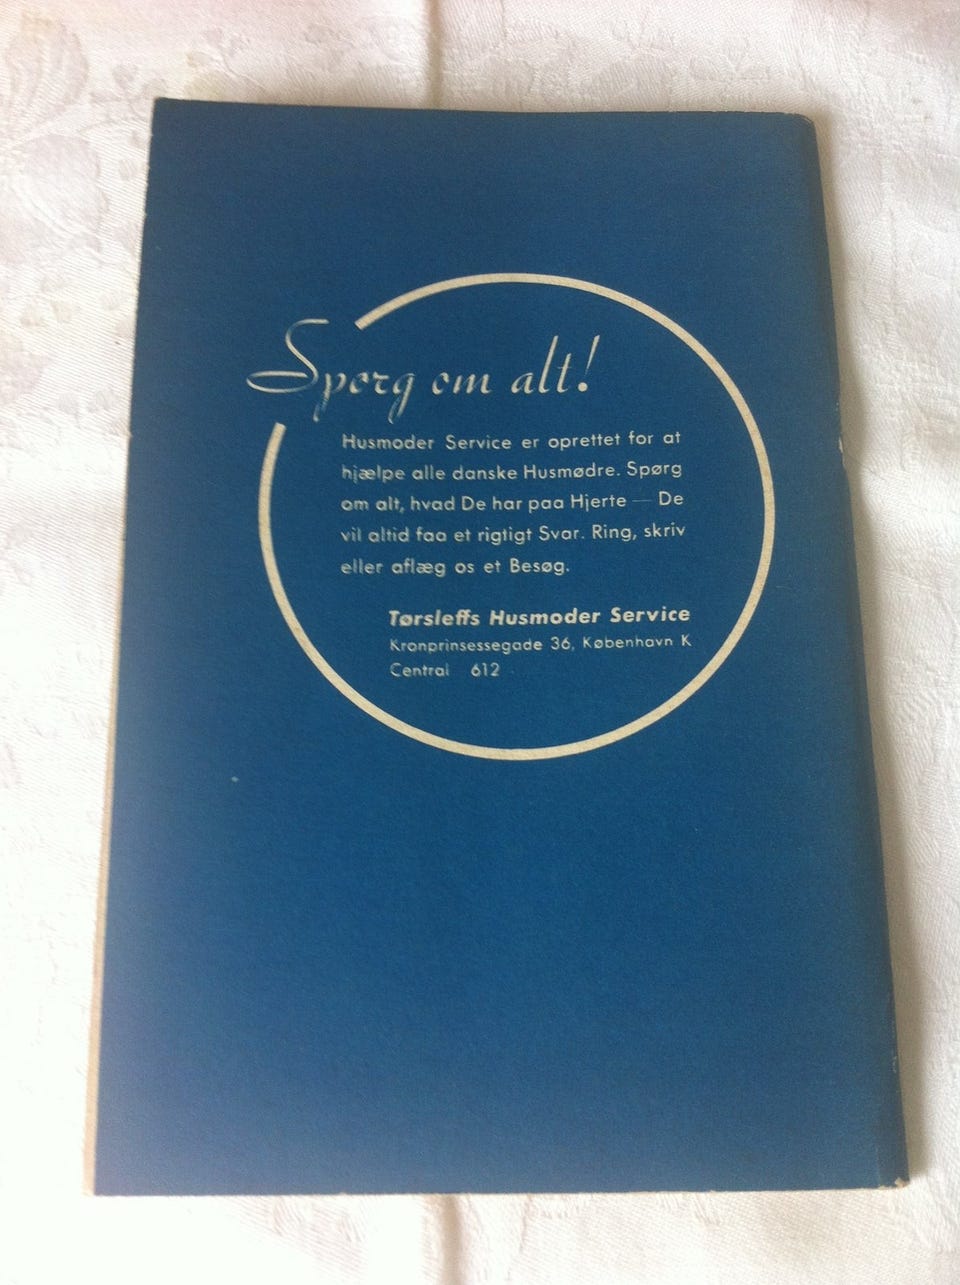 Spørg om alt!
Husmoder Service er oprettet for at
hjælpe alle danske Husmødre. Spørg
om alt, hvad De har paa Hjerte — De
vil altid faa et rigtigt Svar. Ring, skriv
eller aflæg os et Besøg.
Tørsleffs Husmoder Service
Kronprinsessegade 36, København K
Central 612